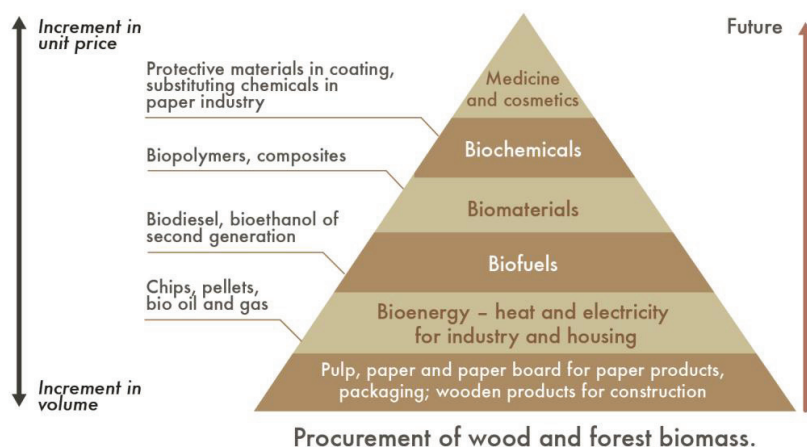 Increment in
unit price
Future
Protective materials in coating,
substituting chemicals in
paper industry
Medicine
and cosmetics
Biochemicals
Biopolymers, composites
Biomaterials
Biodiesel, bioethanol of
second generation
Biofuels
Chips, pellets,
bio oil and gas
Bioenergy – heat and electricity
for industry and housing
Pulp, paper and paper board for paper products,
packaging; wooden products for construction
Increment in
volume
Procurement of wood and forest biomass.